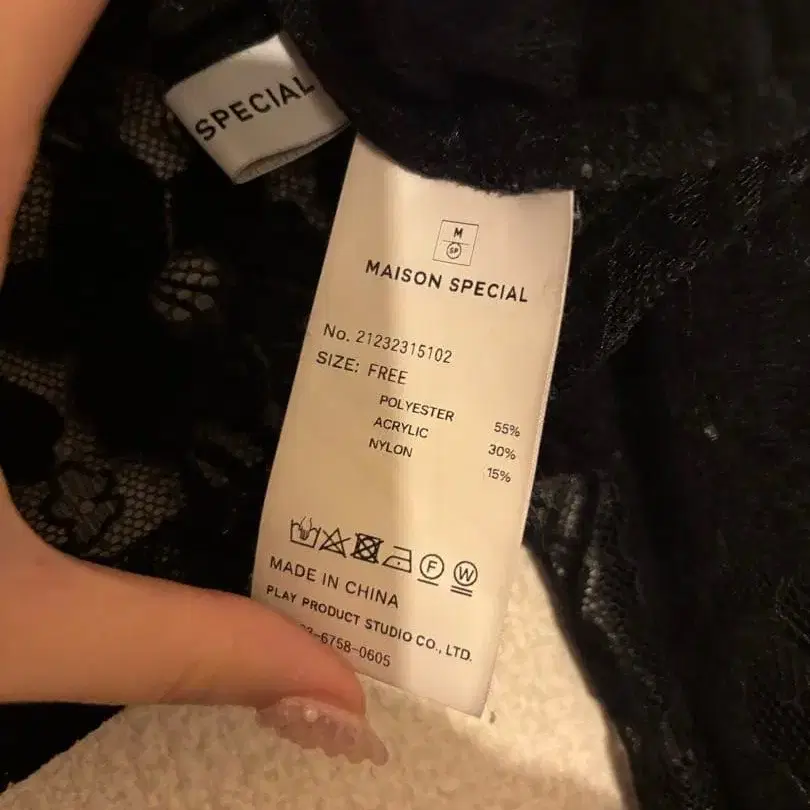 SPECIAL
M
SP
MAISON SPECIAL
No. 21232315102
SIZE: FREE
POLYESTER 55%
ACRYLIC 30%
NYLON 15%
F W
MADE IN CHINA
PLAY PRODUCT STUDIO CO., LTD.
03-6758-0605